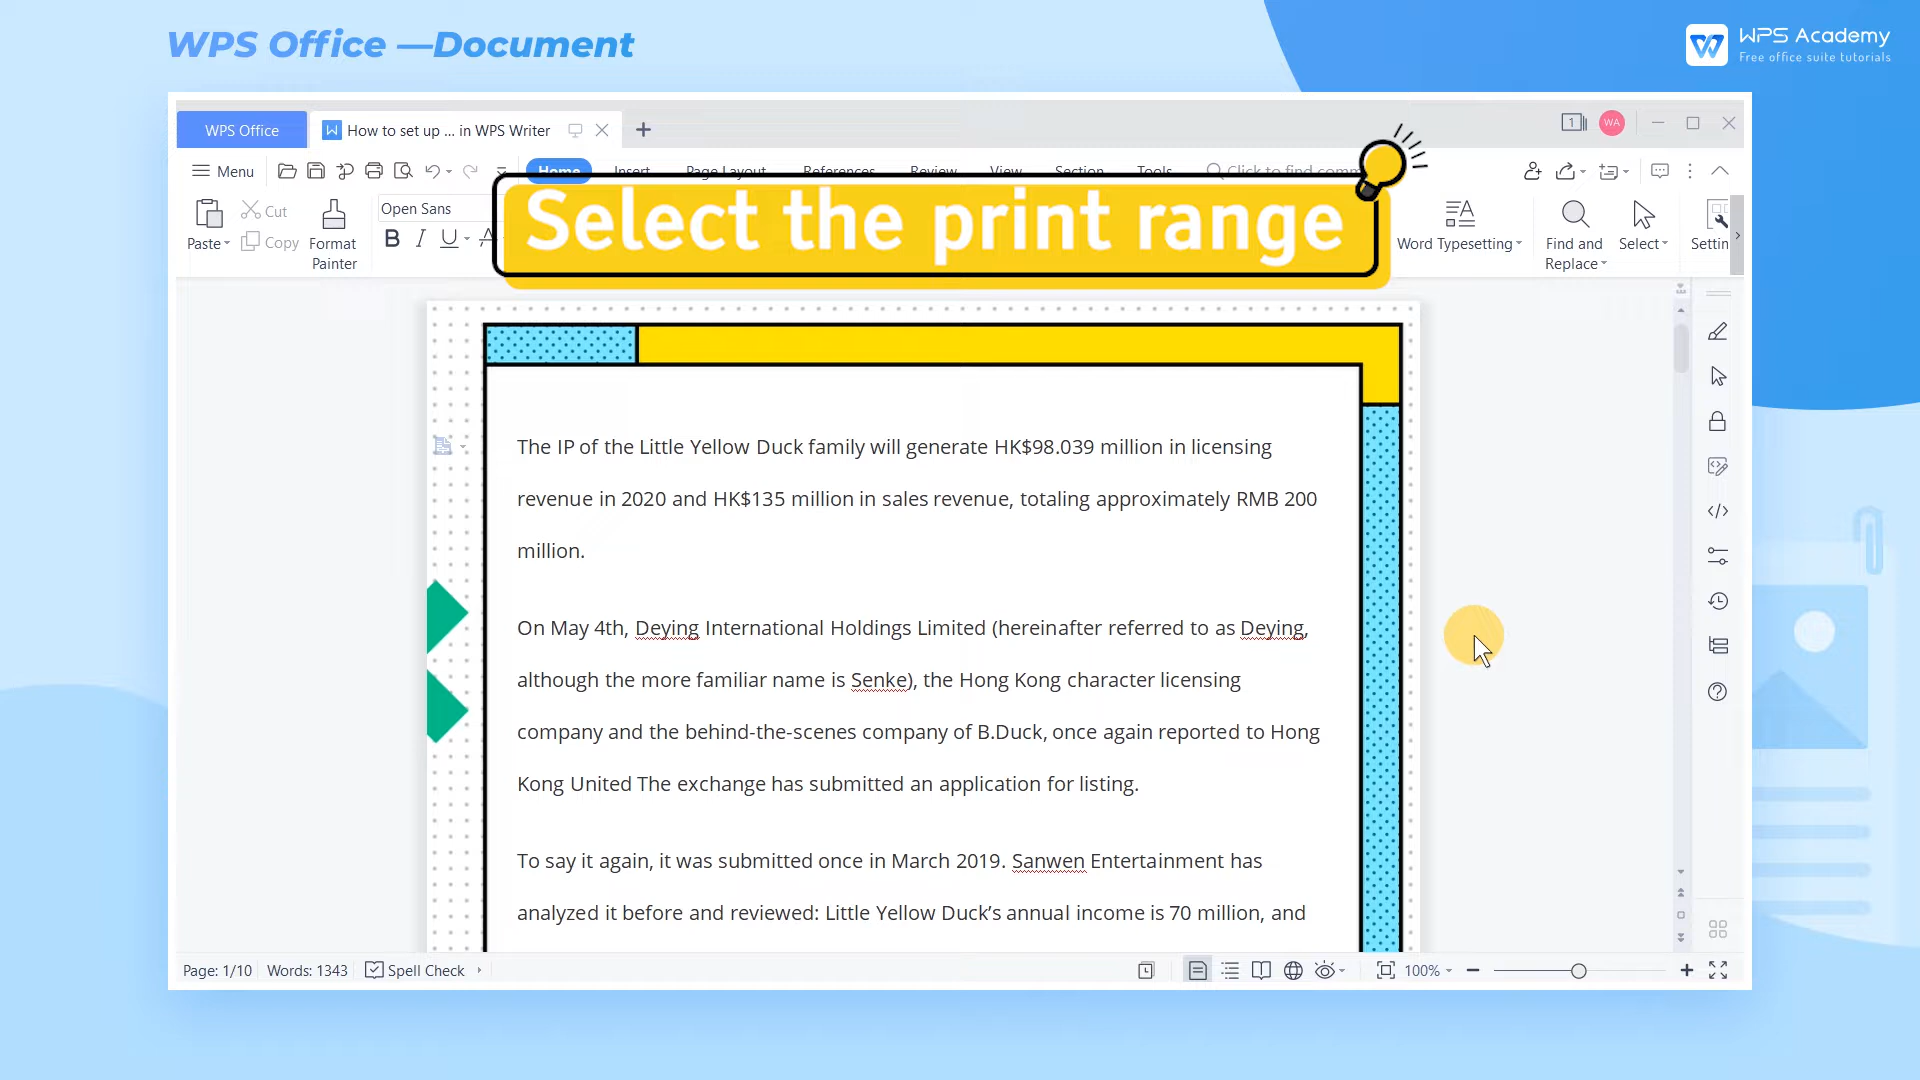 WPS Office —Document
WPS Academy
Free office suite tutorials
WPS Office
How to set up ... in WPS Writer
1
WA
Menu
Home
Insert
Page Layout
References
Review
View
Section
Tools
Click to find comm
Select the print range
Paste
Cut
Copy
Format
Painter
Open Sans
B I U A
Word Typesetting
Find and
Replace
Select
Settin
The IP of the Little Yellow Duck family will generate HK$98.039 million in licensing
revenue in 2020 and HK$135 million in sales revenue, totaling approximately RMB 200
million.
On May 4th, Deying International Holdings Limited (hereinafter referred to as Deying,
although the more familiar name is Senke), the Hong Kong character licensing
company and the behind-the-scenes company of B.Duck, once again reported to Hong
Kong United The exchange has submitted an application for listing.
To say it again, it was submitted once in March 2019. Sanwen Entertainment has
analyzed it before and reviewed: Little Yellow Duck’s annual income is 70 million, and
Page: 1/10 Words: 1343 Spell Check 100%